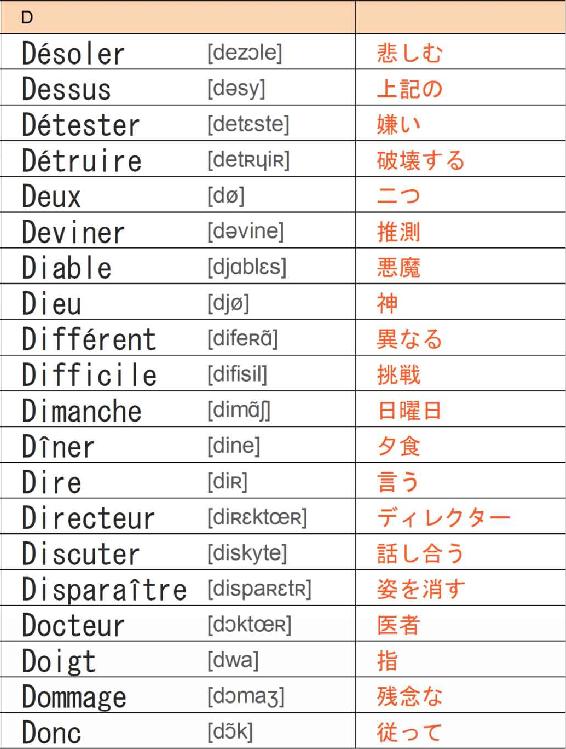 D
Désoler [dezɔle] 悲しむ
Dessus [dəsy] 上記の
Détester [detɛste] 嫌い
Détruire [detʀɥiʀ] 破壊する
Deux [dø] 二つ
Deviner [dəvine] 推測
Diable [djɑblɛs] 悪魔
Dieu [djø] 神
Différent [difeʀɑ̃] 異なる
Difficile [difisil] 挑戦
Dimanche [dimɑ̃ʃ] 日曜日
Dîner [dine] 夕食
Dire [diʀ] 言う
Directeur [diʀɛktœʀ] ディレクター
Discuter [diskyte] 話し合う
Disparaître [dispaʀɛtʀ] 姿を消す
Docteur [dɔktœʀ] 医者
Doigt [dwa] 指
Dommage [dɔmaʒ] 残念な
Donc [dɔ̃k] 従って